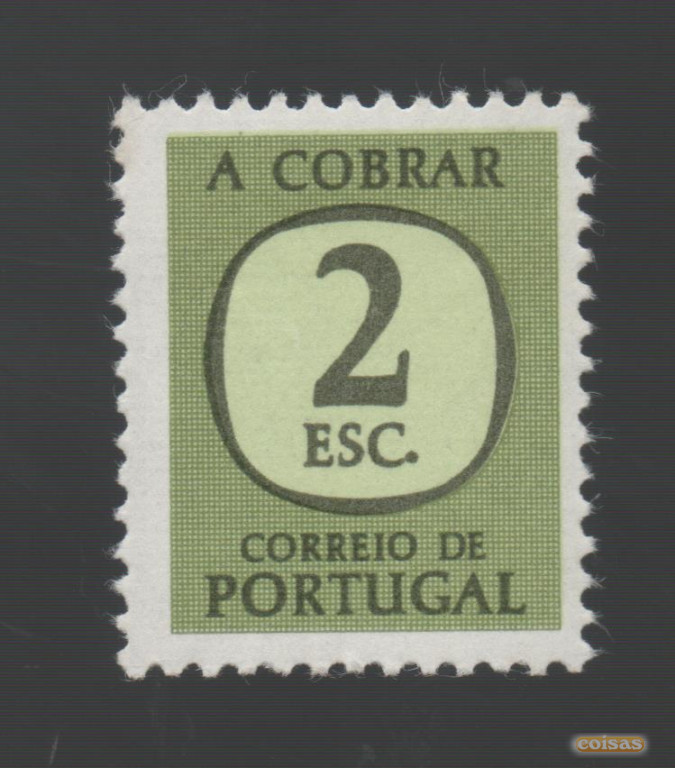 A COBRAR
2
ESC.
CORREIO DE
PORTUGAL
coisas